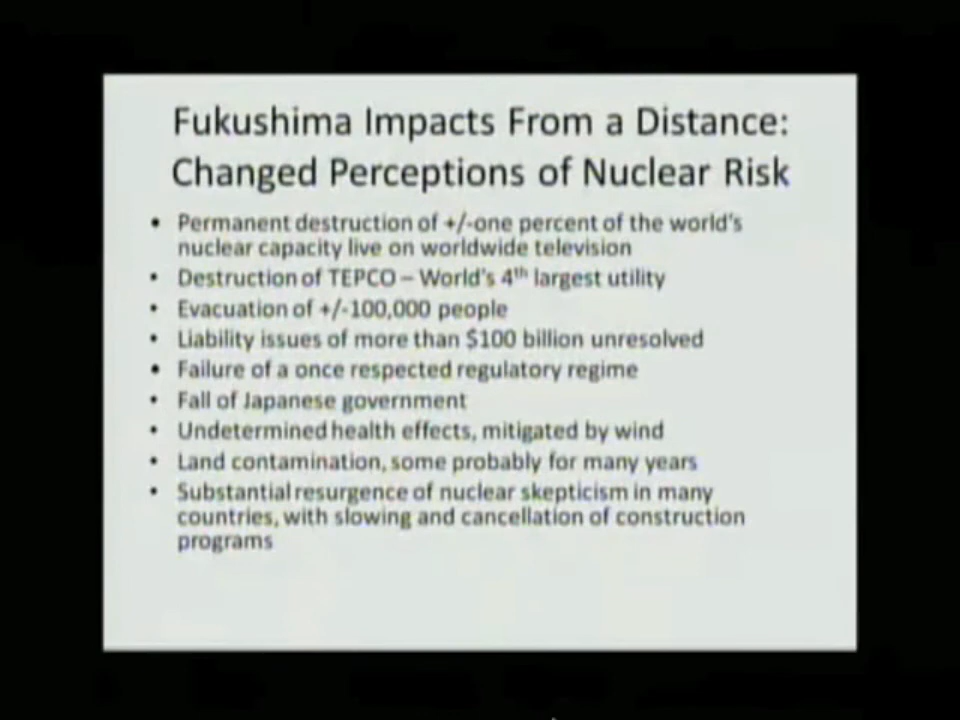 Fukushima Impacts From a Distance:
Changed Perceptions of Nuclear Risk
• Permanent destruction of +/-one percent of the world's
nuclear capacity live on worldwide television
• Destruction of TEPCO – World's 4th largest utility
• Evacuation of +/-100,000 people
• Liability issues of more than $100 billion unresolved
• Failure of a once respected regulatory regime
• Fall of Japanese government
• Undetermined health effects, mitigated by wind
• Land contamination, some probably for many years
• Substantial resurgence of nuclear skepticism in many
countries, with slowing and cancellation of construction
programs